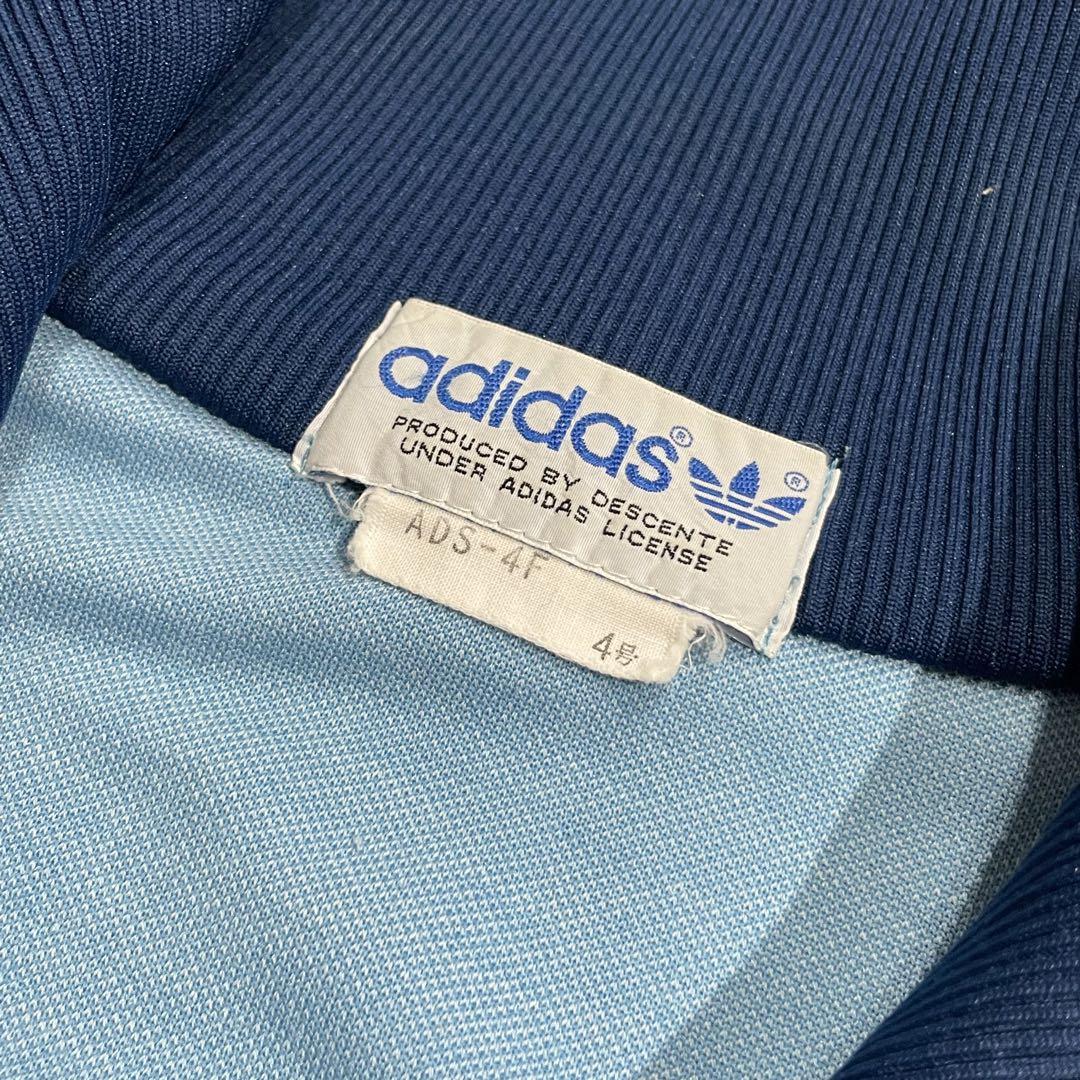 adidas®
®
PRODUCED BY DESCENTE
UNDER ADIDAS LICENSE
ADS-4F
4号